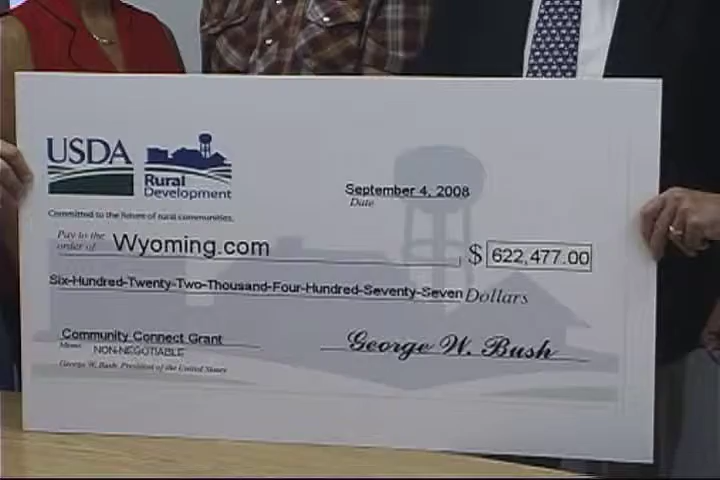 USDA
Rural
Development
Committed to the future of rural communities.
September 4, 2008
Date
Pay to the
order of Wyoming.com $ 622,477.00
Six-Hundred-Twenty-Two-Thousand-Four-Hundred-Seventy-Seven Dollars
Community Connect Grant
Memo NON-NEGOTIABLE
George W. Bush
George W. Bush, President of the United States